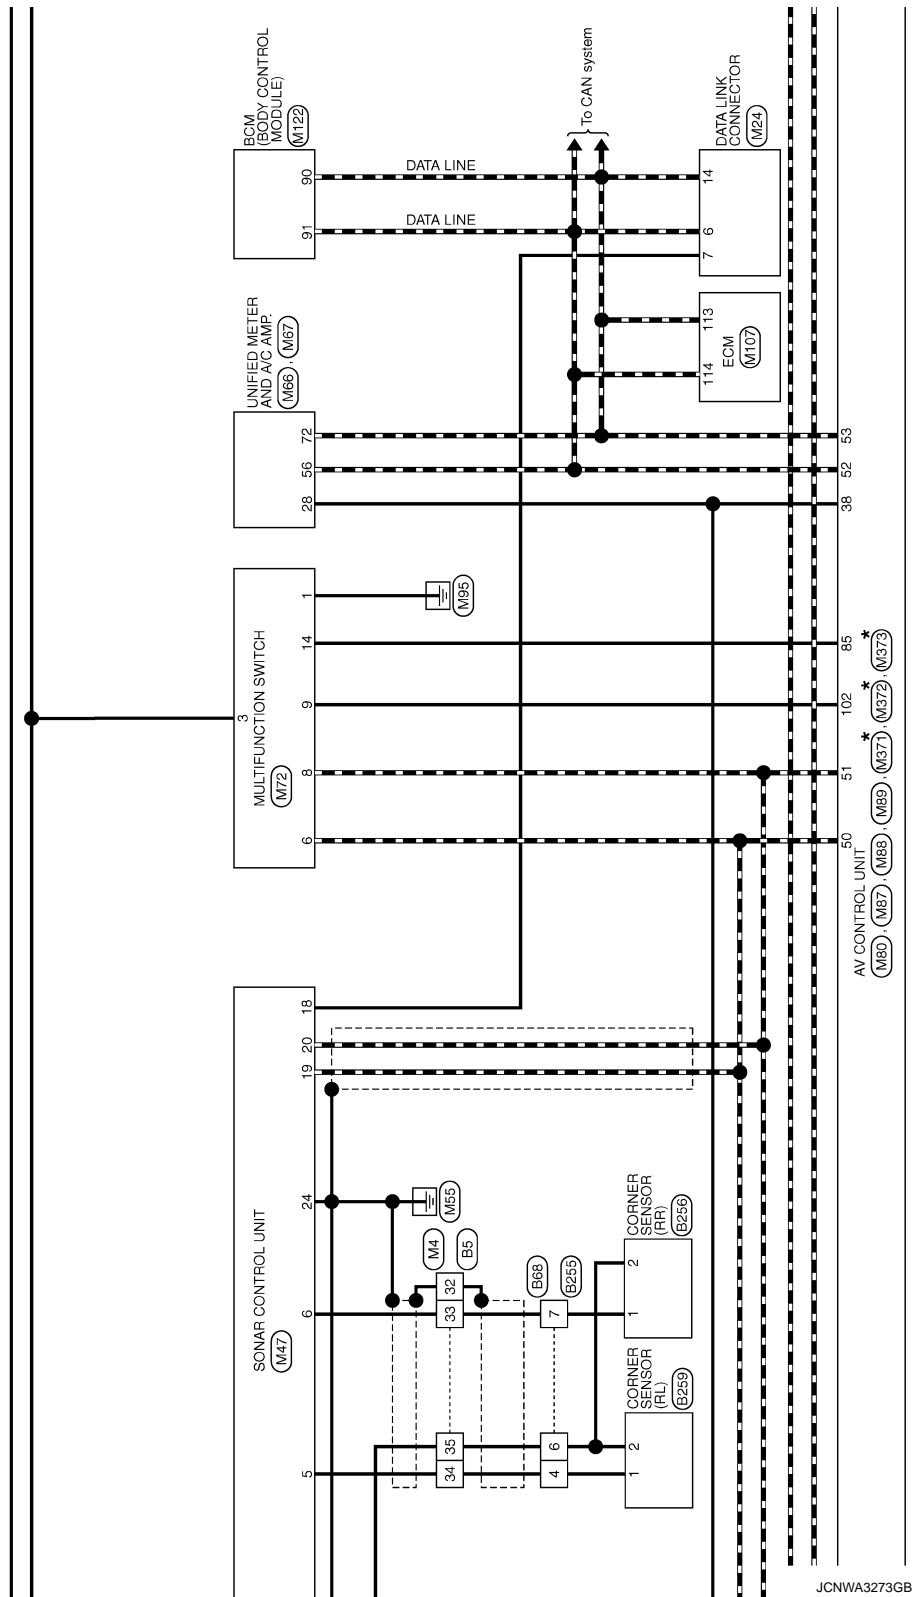 BCM
(BODY CONTROL
MODULE)
M122
90
91
DATA LINE
DATA LINE
To CAN system
DATA LINK
CONNECTOR
M24
14
6
7
UNIFIED METER
AND A/C AMP.
M66 , M67
72
56
28
113
114
ECM
M107
53
52
38
MULTIFUNCTION SWITCH
M72
3
1
14
9
8
6
M95
85
102
51
50
AV CONTROL UNIT
M80 , M87 , M88 , M89 , M371* , M372* , M373*
SONAR CONTROL UNIT
M47
18
20
19
24
6
5
M55
M4
B5
32
33
35
34
B68
B255
7
6
4
CORNER
SENSOR
(RR)
B256
2
1
CORNER
SENSOR
(RL)
B259
2
1
JCNWA3273GB